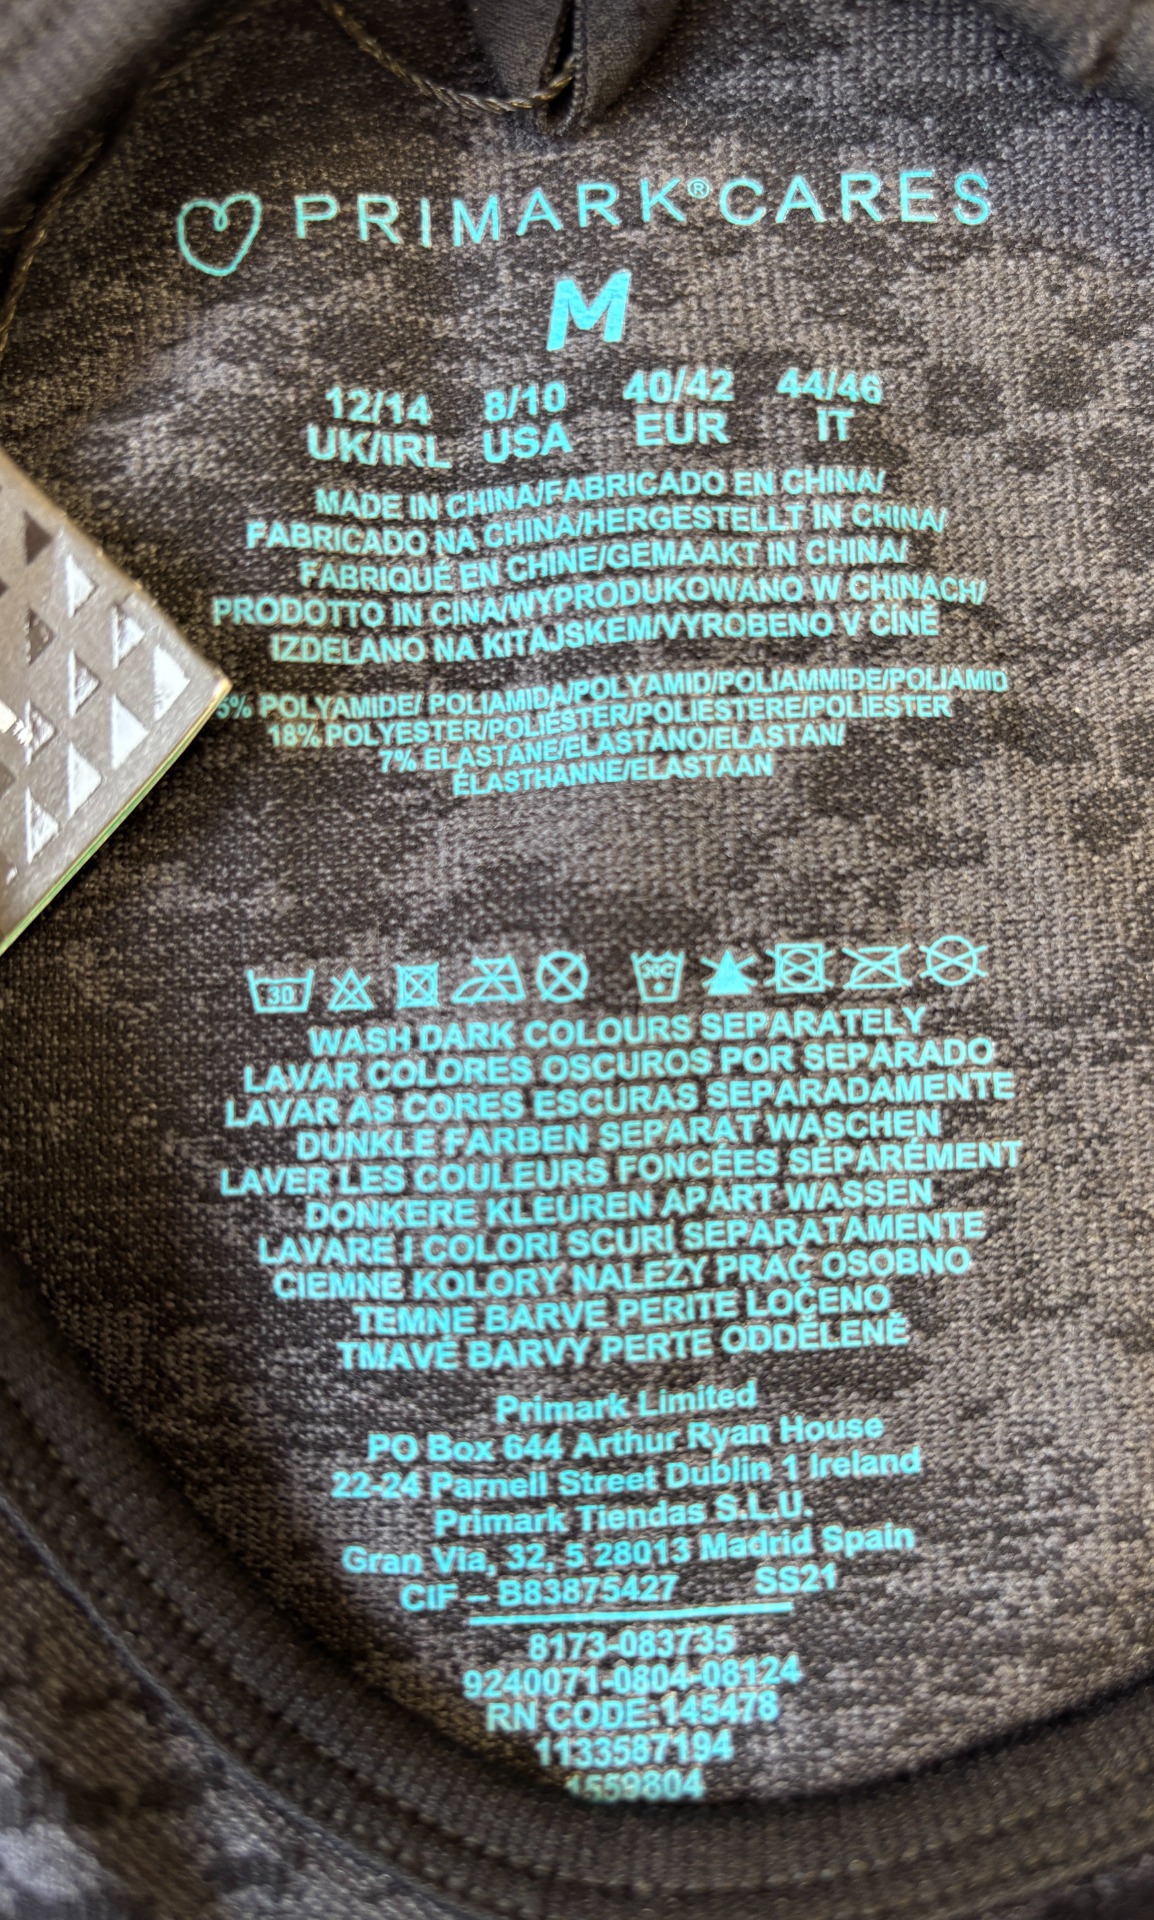 PRIMARK®CARES
M
12/14 8/10 40/42 44/46
UK/IRL USA EUR IT
MADE IN CHINA/FABRICADO EN CHINA/
FABRICADO NA CHINA/HERGESTELLT IN CHINA/
FABRIQUÉ EN CHINE/GEMAAKT IN CHINA/
PRODOTTO IN CINA/WYPRODUKOWANO W CHINACH/
IZDELANO NA KITAJSKEM/VYROBENO V ČÍNĚ
POLYAMIDE/ POLIAMIDA/POLYAMID/POLIAMMIDE/POLIAMID
18% POLYESTER/POLIÉSTER/POLIESTERE/POLIESTER
7% ELASTANE/ELASTANO/ELASTAN/
ÉLASTHANNE/ELASTAAN
30 30C
WASH DARK COLOURS SEPARATELY
LAVAR COLORES OSCUROS POR SEPARADO
LAVAR AS CORES ESCURAS SEPARADAMENTE
DUNKLE FARBEN SEPARAT WASCHEN
LAVER LES COULEURS FONCÉES SÉPARÉMENT
DONKERE KLEUREN APART WASSEN
LAVARE I COLORI SCURI SEPARATAMENTE
CIEMNE KOLORY NALEŻY PRAĆ OSOBNO
TEMNE BARVE PERITE LOČENO
TMAVÉ BARVY PERTE ODDĚLENĚ
Primark Limited
PO Box 644 Arthur Ryan House
22-24 Parnell Street Dublin 1 Ireland
Primark Tiendas S.L.U.
Gran Via, 32, 5 28013 Madrid Spain
CIF – B83875427 SS21
8173-083735
9240071-0804-08124
RN CODE:145478
1133587194
1559804